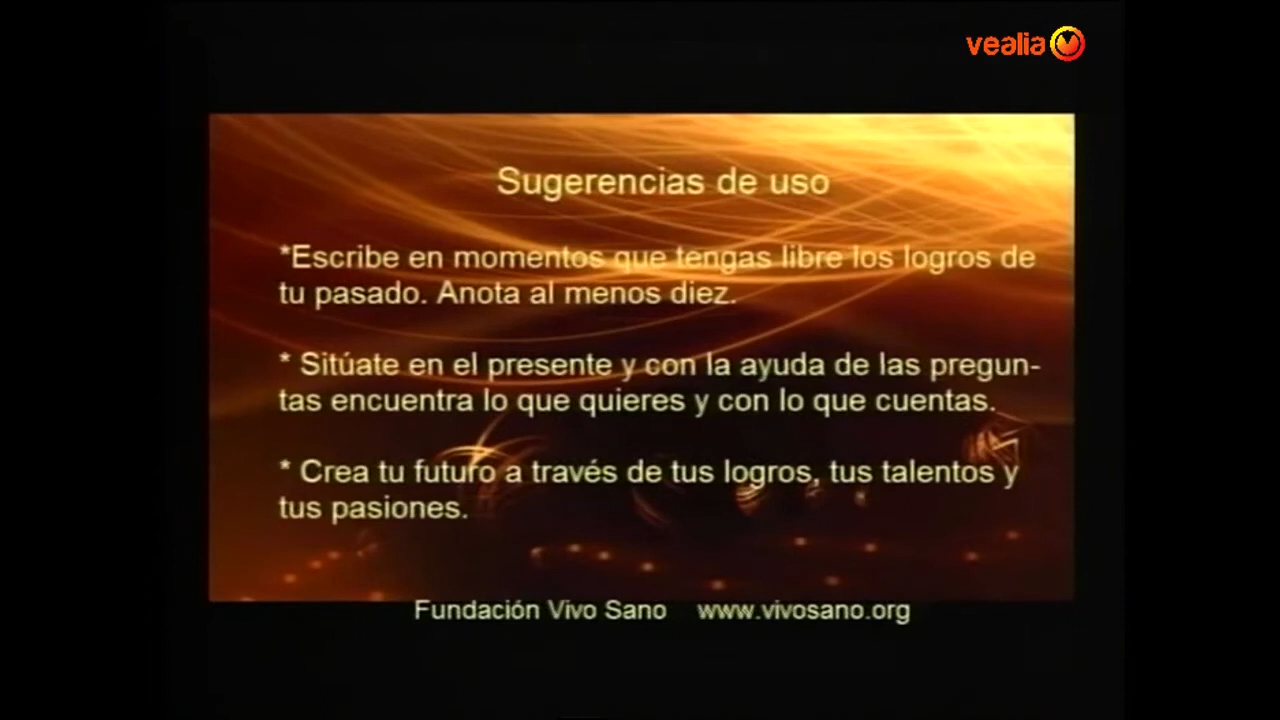 vealia
Sugerencias de uso
*Escribe en momentos que tengas libre los logros de
tu pasado. Anota al menos diez.
* Sitúate en el presente y con la ayuda de las pregun-
tas encuentra lo que quieres y con lo que cuentas.
* Crea tu futuro a través de tus logros, tus talentos y
tus pasiones.
Fundación Vivo Sano www.vivosano.org